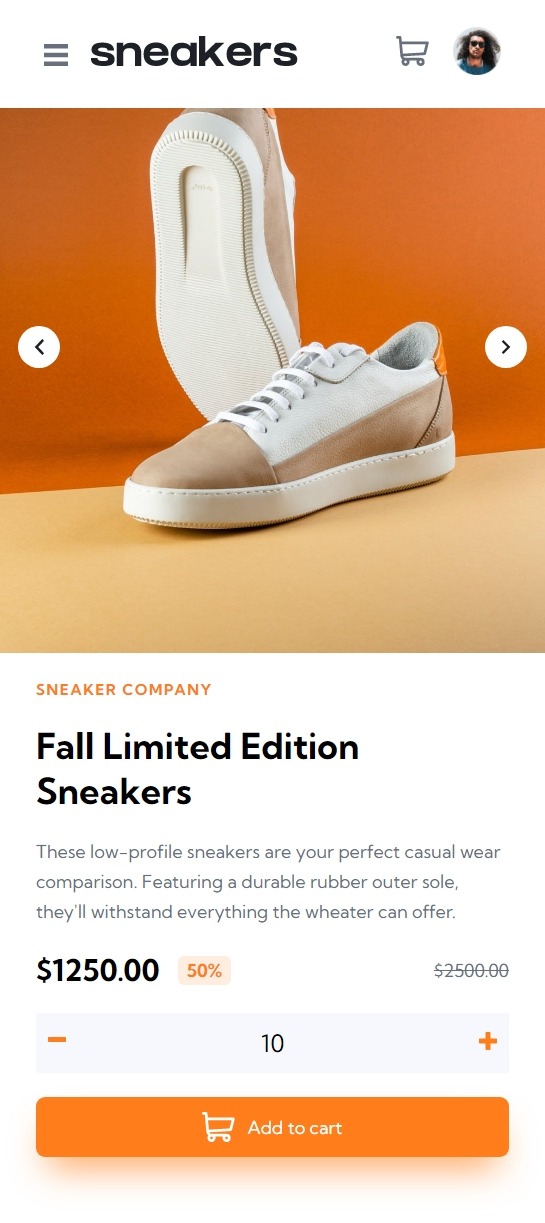 sneakers
SNEAKER COMPANY
Fall Limited Edition
Sneakers
These low-profile sneakers are your perfect casual wear
comparison. Featuring a durable rubber outer sole,
they'll withstand everything the wheater can offer.
$1250.00 50% $2500.00
10
Add to cart